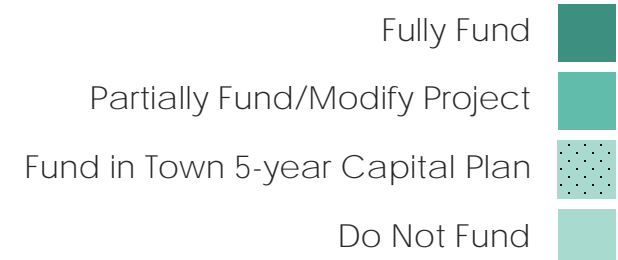 Fully Fund
Partially Fund/Modify Project
Fund in Town 5-year Capital Plan
Do Not Fund